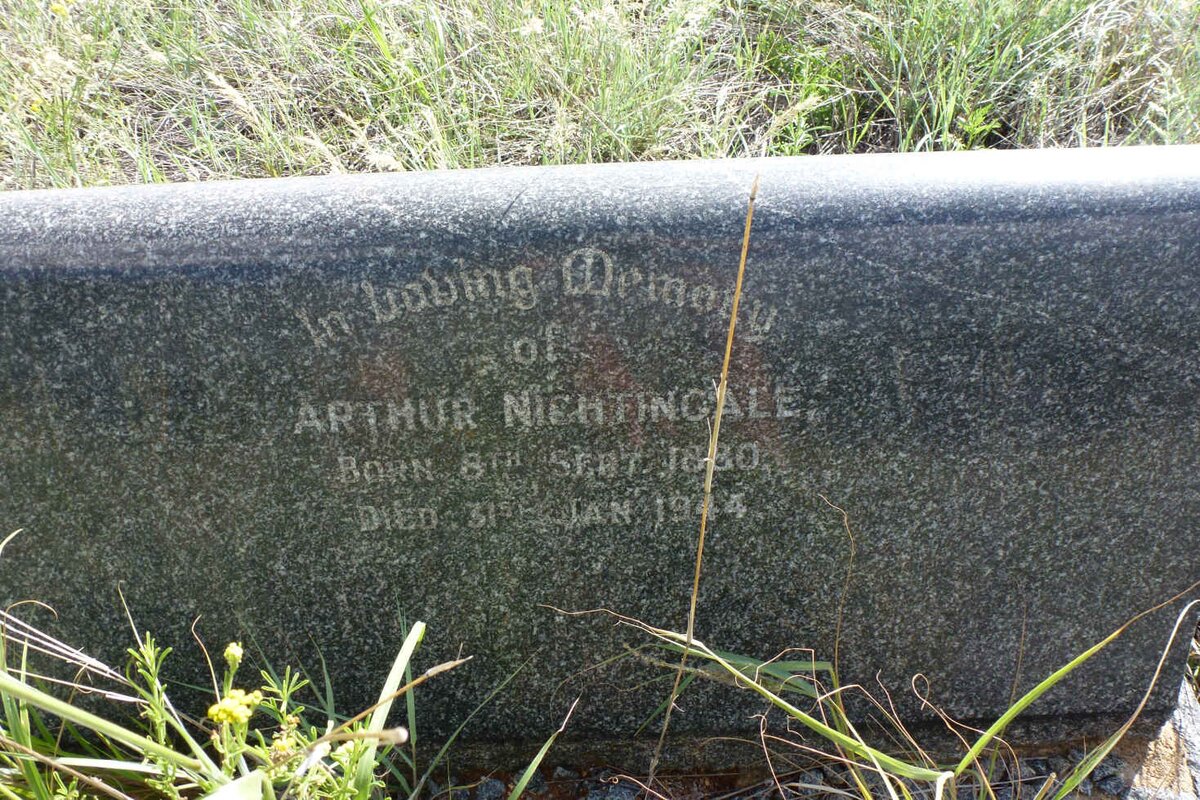 In Loving Memory
of
ARTHUR NIGHTINGALE.
BORN 8TH SEPT. 1880.
DIED 31ST JAN. 1944